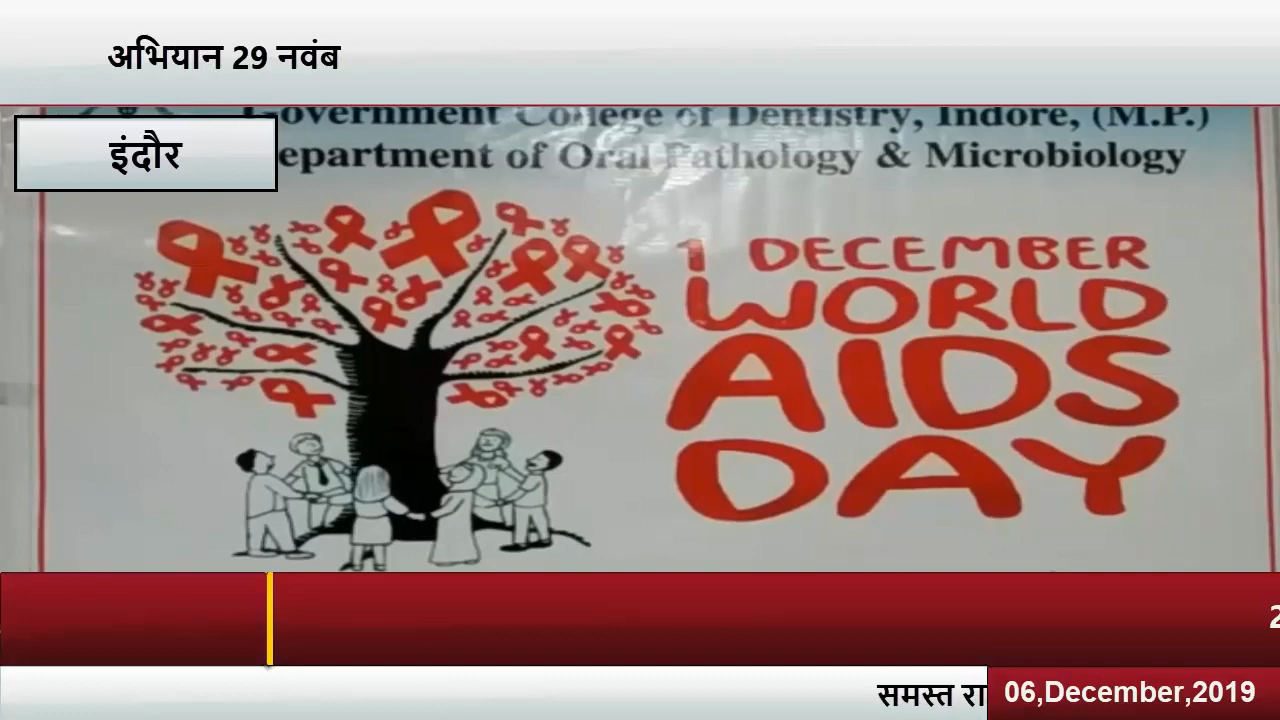 अभियान 29 नवंब
Government College of Dentistry, Indore, (M.P.)
इंदौर
epartment of Oral Pathology & Microbiology
1 DECEMBER
WORLD
AIDS
DAY
2
समस्त रा
06,December,2019